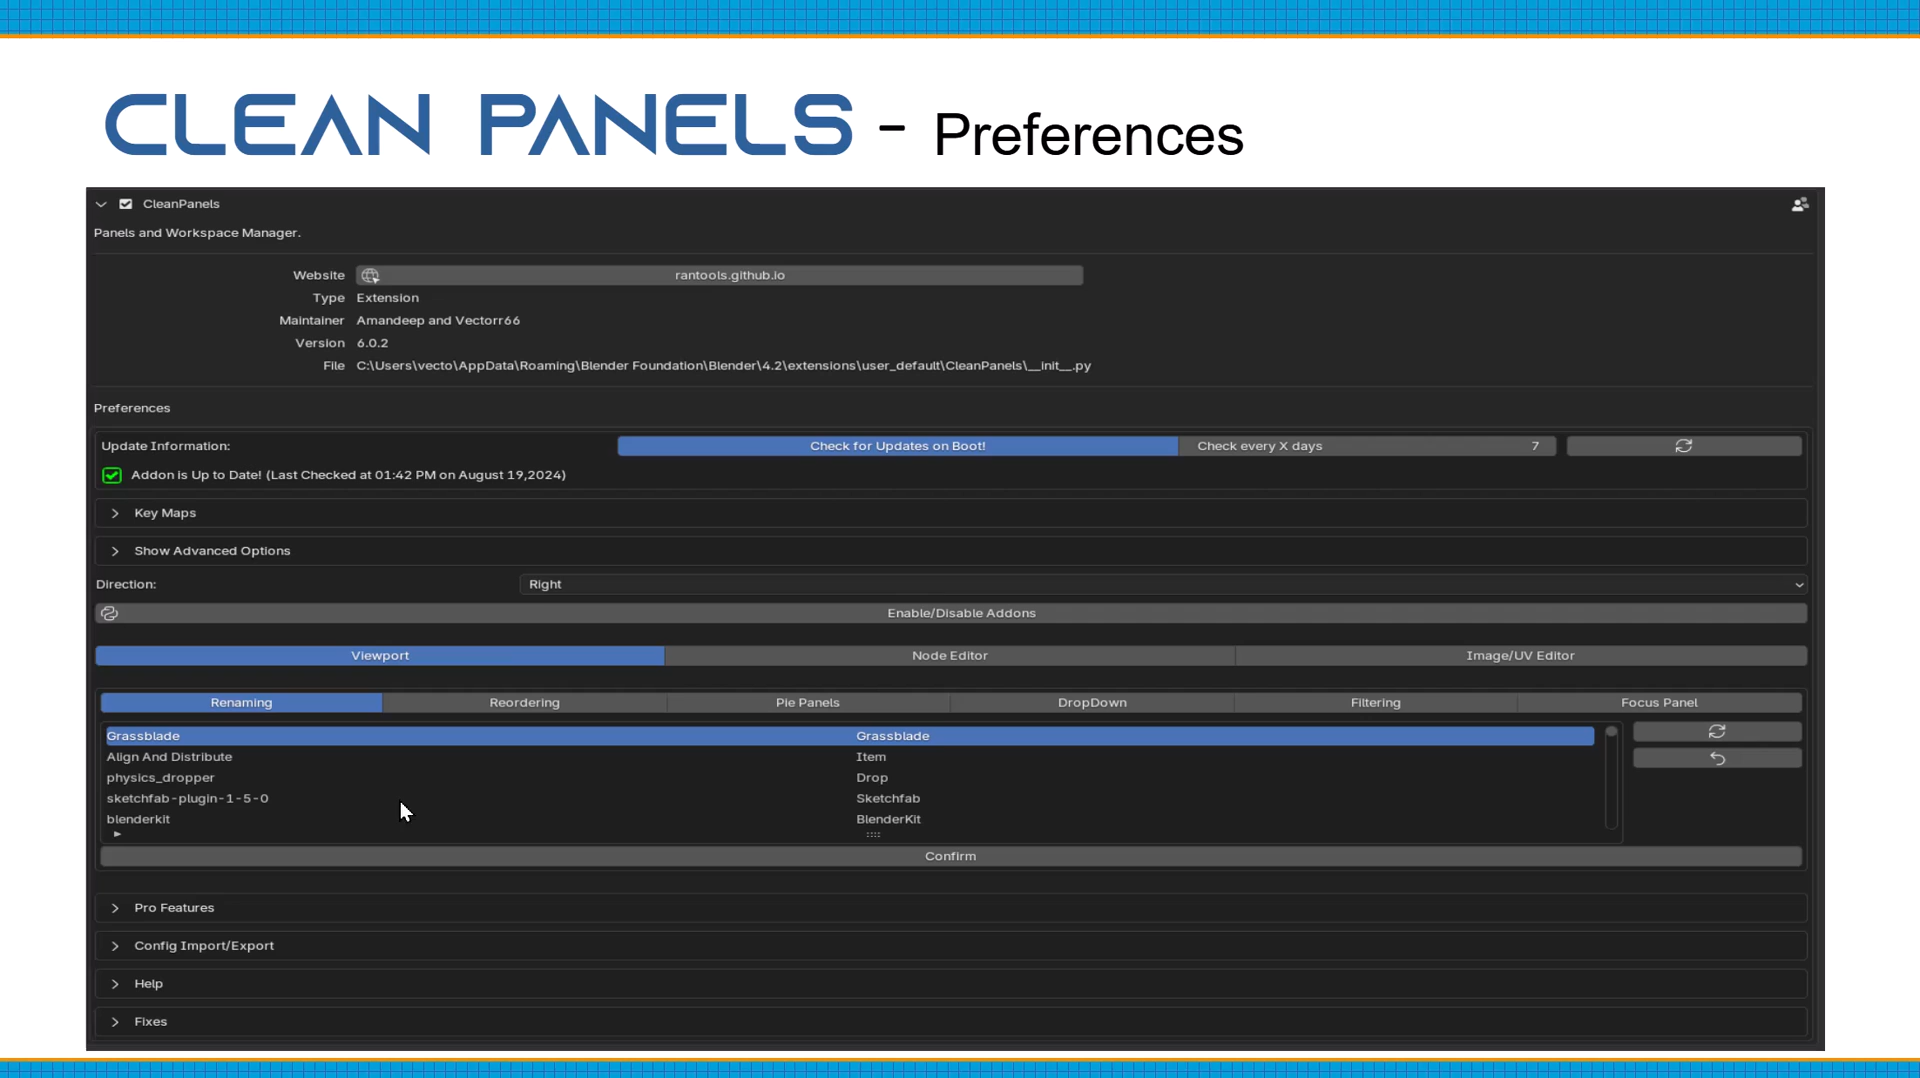 CLEAN PANELS - Preferences
CleanPanels
Panels and Workspace Manager.
Website rantools.github.io
Type Extension
Maintainer Amandeep and Vectorr66
Version 6.0.2
File C:\Users\vecto\AppData\Roaming\Blender Foundation\Blender\4.2\extensions\user_default\CleanPanels\__init__.py
Preferences
Update Information: Check for Updates on Boot! Check every X days 7
Addon is Up to Date! (Last Checked at 01:42 PM on August 19,2024)
Key Maps
Show Advanced Options
Direction: Right
Enable/Disable Addons
Viewport Node Editor Image/UV Editor
Renaming Reordering Pie Panels DropDown Filtering Focus Panel
Grassblade Grassblade
Align And Distribute Item
physics_dropper Drop
sketchfab-plugin-1-5-0 Sketchfab
blenderkit BlenderKit
Confirm
Pro Features
Config Import/Export
Help
Fixes